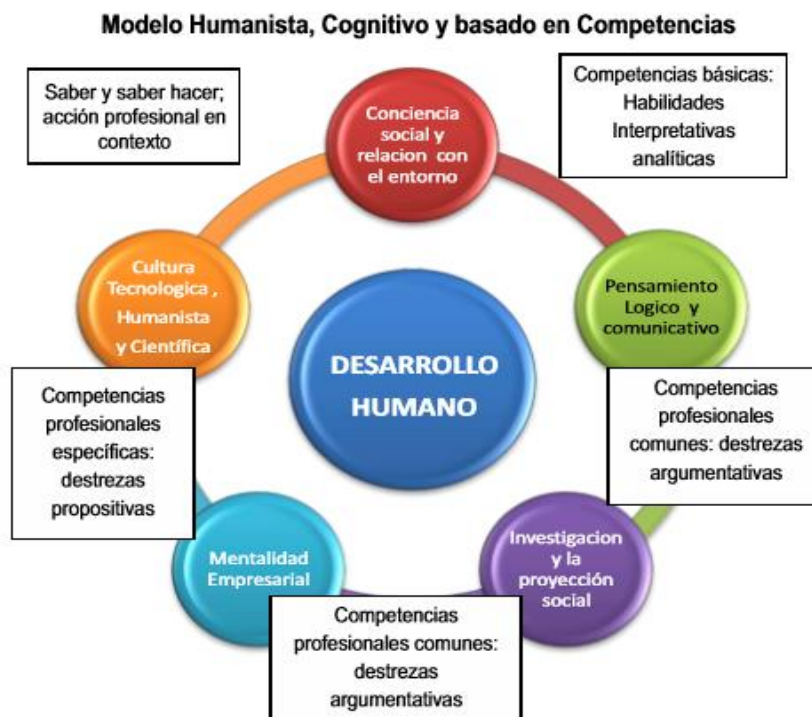 Modelo Humanista, Cognitivo y basado en Competencias
Saber y saber hacer;
acción profesional en
contexto
Conciencia
social y
relacion con
el entorno
Competencias básicas:
Habilidades
Interpretativas
analíticas
Cultura
Tecnologica ,
Humanista
y Científica
Pensamiento
Logico y
comunicativo
DESARROLLO
HUMANO
Competencias
profesionales
específicas:
destrezas
propositivas
Competencias
profesionales
comunes: destrezas
argumentativas
Mentalidad
Empresarial
Investigacion
y la
proyección
social
Competencias
profesionales comunes:
destrezas
argumentativas